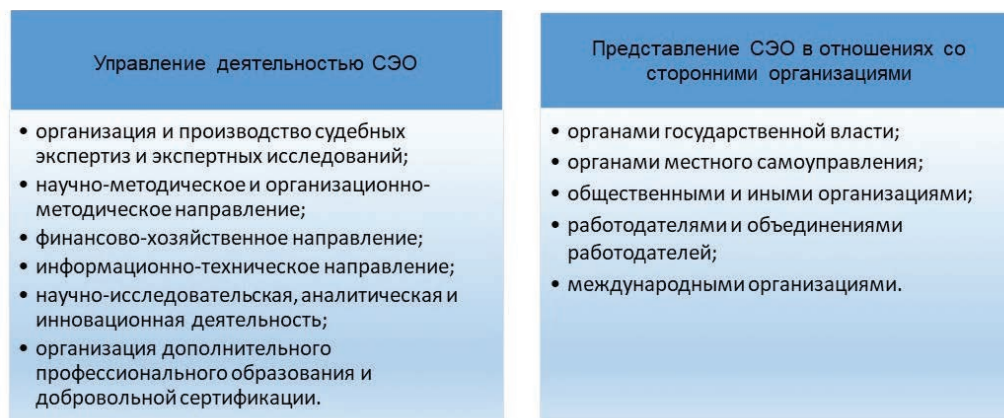 Управление деятельностью СЭО
• организация и производство судебных
экспертиз и экспертных исследований;
• научно-методическое и организационно-
методическое направление;
• финансово-хозяйственное направление;
• информационно-техническое направление;
• научно-исследовательская, аналитическая и
инновационная деятельность;
• организация дополнительного
профессионального образования и
добровольной сертификации.
Представление СЭО в отношениях со
сторонними организациями
• органами государственной власти;
• органами местного самоуправления;
• общественными и иными организациями;
• работодателями и объединениями
работодателей;
• международными организациями.